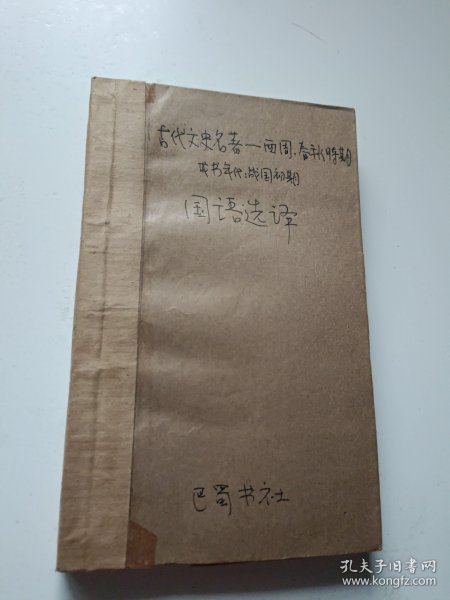 古代文史名著—西周、春秋时期
成书年代:战国初期
国语选译
巴蜀书社
孔夫子旧书网
www.kongfz.com